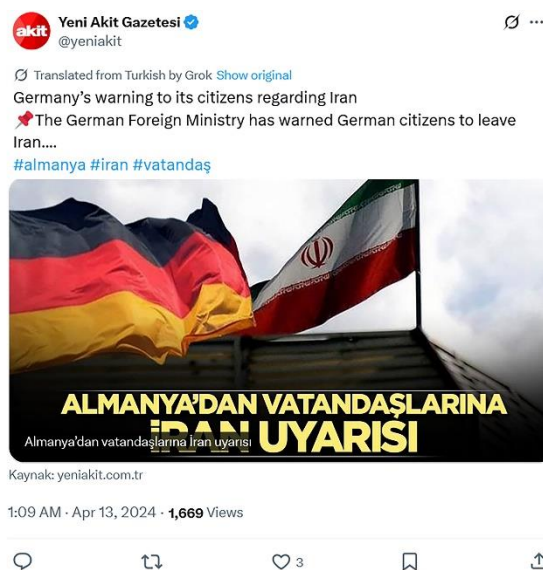 akit
Yeni Akit Gazetesi
@yeniakit
Translated from Turkish by Grok Show original
Germany’s warning to its citizens regarding Iran
📌The German Foreign Ministry has warned German citizens to leave
Iran....
#almanya #iran #vatandaş
ALMANYA’DAN VATANDAŞLARINA
İRAN UYARISI
Almanya'dan vatandaşlarına İran uyarısı
Kaynak: yeniakit.com.tr
1:09 AM · Apr 13, 2024 · 1,669 Views
3